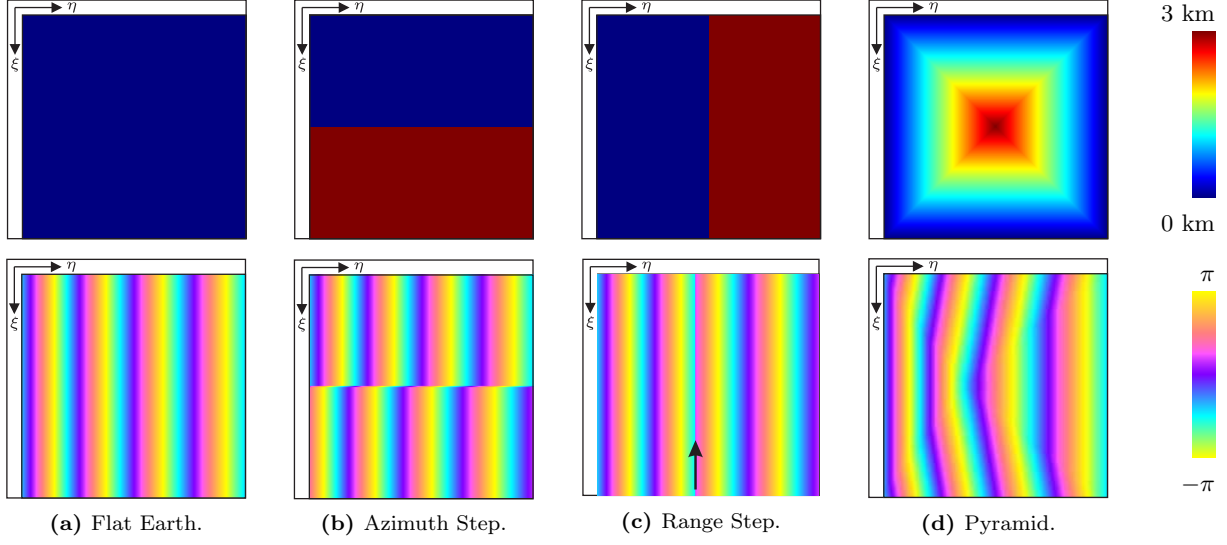 η
ξ
η
ξ
η
ξ
η
ξ
3 km
0 km
η
ξ
η
ξ
η
ξ
η
ξ
π
−π
(a) Flat Earth.
(b) Azimuth Step.
(c) Range Step.
(d) Pyramid.